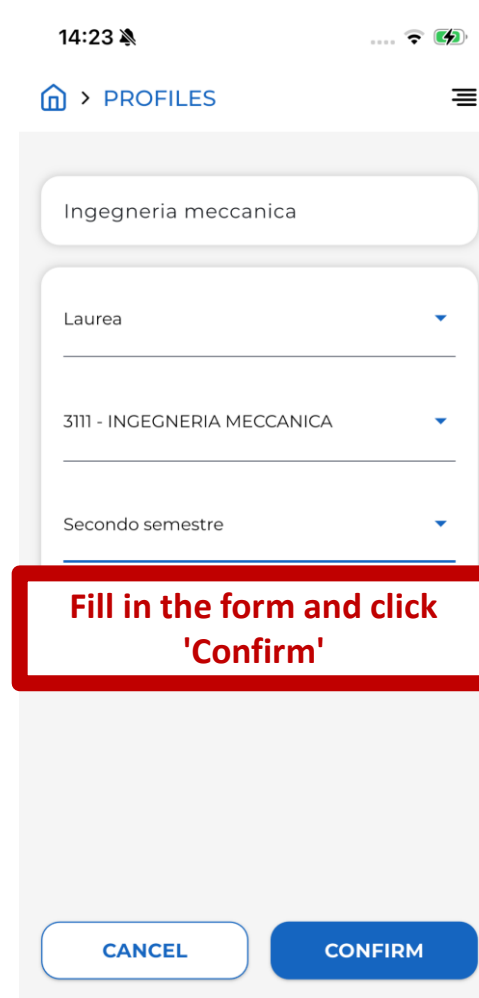 14:23
> PROFILES
Ingegneria meccanica
Laurea
3111 - INGEGNERIA MECCANICA
Secondo semestre
Fill in the form and click
'Confirm'
CANCEL
CONFIRM